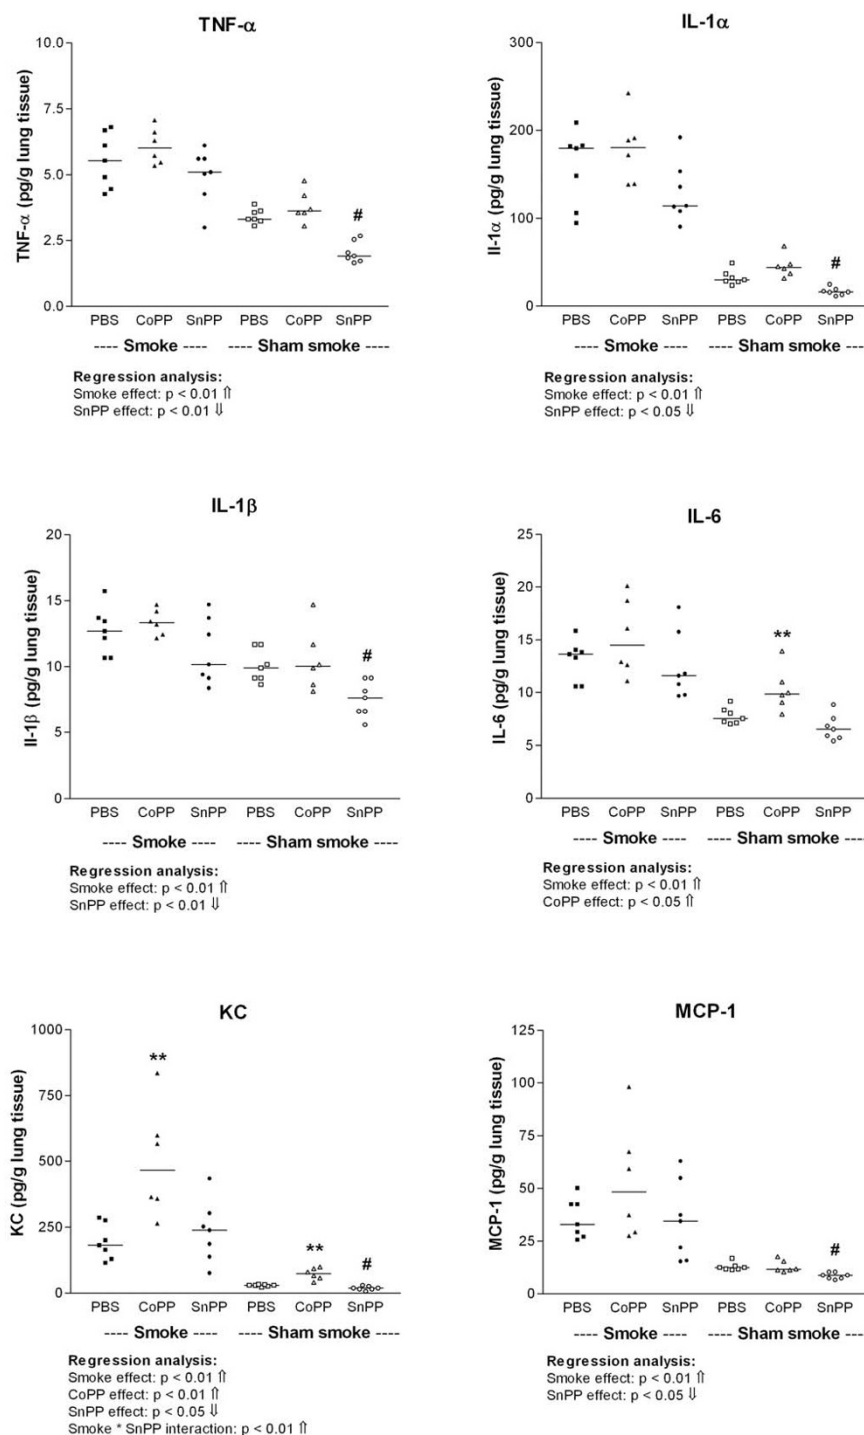 TNF-α
TNF-α (pg/g lung tissue)
10.0
7.5
5.0
2.5
0.0
#
PBS CoPP SnPP PBS CoPP SnPP
---- Smoke ---- ---- Sham smoke ----
Regression analysis:
Smoke effect: p < 0.01 ⇑
SnPP effect: p < 0.01 ⇓
IL-1α
Il-1α (pg/g lung tissue)
300
200
100
0
#
PBS CoPP SnPP PBS CoPP SnPP
---- Smoke ---- ---- Sham smoke ----
Regression analysis:
Smoke effect: p < 0.01 ⇑
SnPP effect: p < 0.05 ⇓
IL-1β
Il-1β (pg/g lung tissue)
20
15
10
5
0
#
PBS CoPP SnPP PBS CoPP SnPP
---- Smoke ---- ---- Sham smoke ----
Regression analysis:
Smoke effect: p < 0.01 ⇑
SnPP effect: p < 0.01 ⇓
IL-6
IL-6 (pg/g lung tissue)
25
20
15
10
5
0
**
PBS CoPP SnPP PBS CoPP SnPP
---- Smoke ---- ---- Sham smoke ----
Regression analysis:
Smoke effect: p < 0.01 ⇑
CoPP effect: p < 0.05 ⇑
KC
KC (pg/g lung tissue)
1000
750
500
250
0
**
**
#
PBS CoPP SnPP PBS CoPP SnPP
---- Smoke ---- ---- Sham smoke ----
Regression analysis:
Smoke effect: p < 0.01 ⇑
CoPP effect: p < 0.01 ⇑
SnPP effect: p < 0.05 ⇓
Smoke * SnPP interaction: p < 0.01 ⇑
MCP-1
MCP-1 (pg/g lung tissue)
125
100
75
50
25
0
#
PBS CoPP SnPP PBS CoPP SnPP
---- Smoke ---- ---- Sham smoke ----
Regression analysis:
Smoke effect: p < 0.01 ⇑
SnPP effect: p < 0.05 ⇓